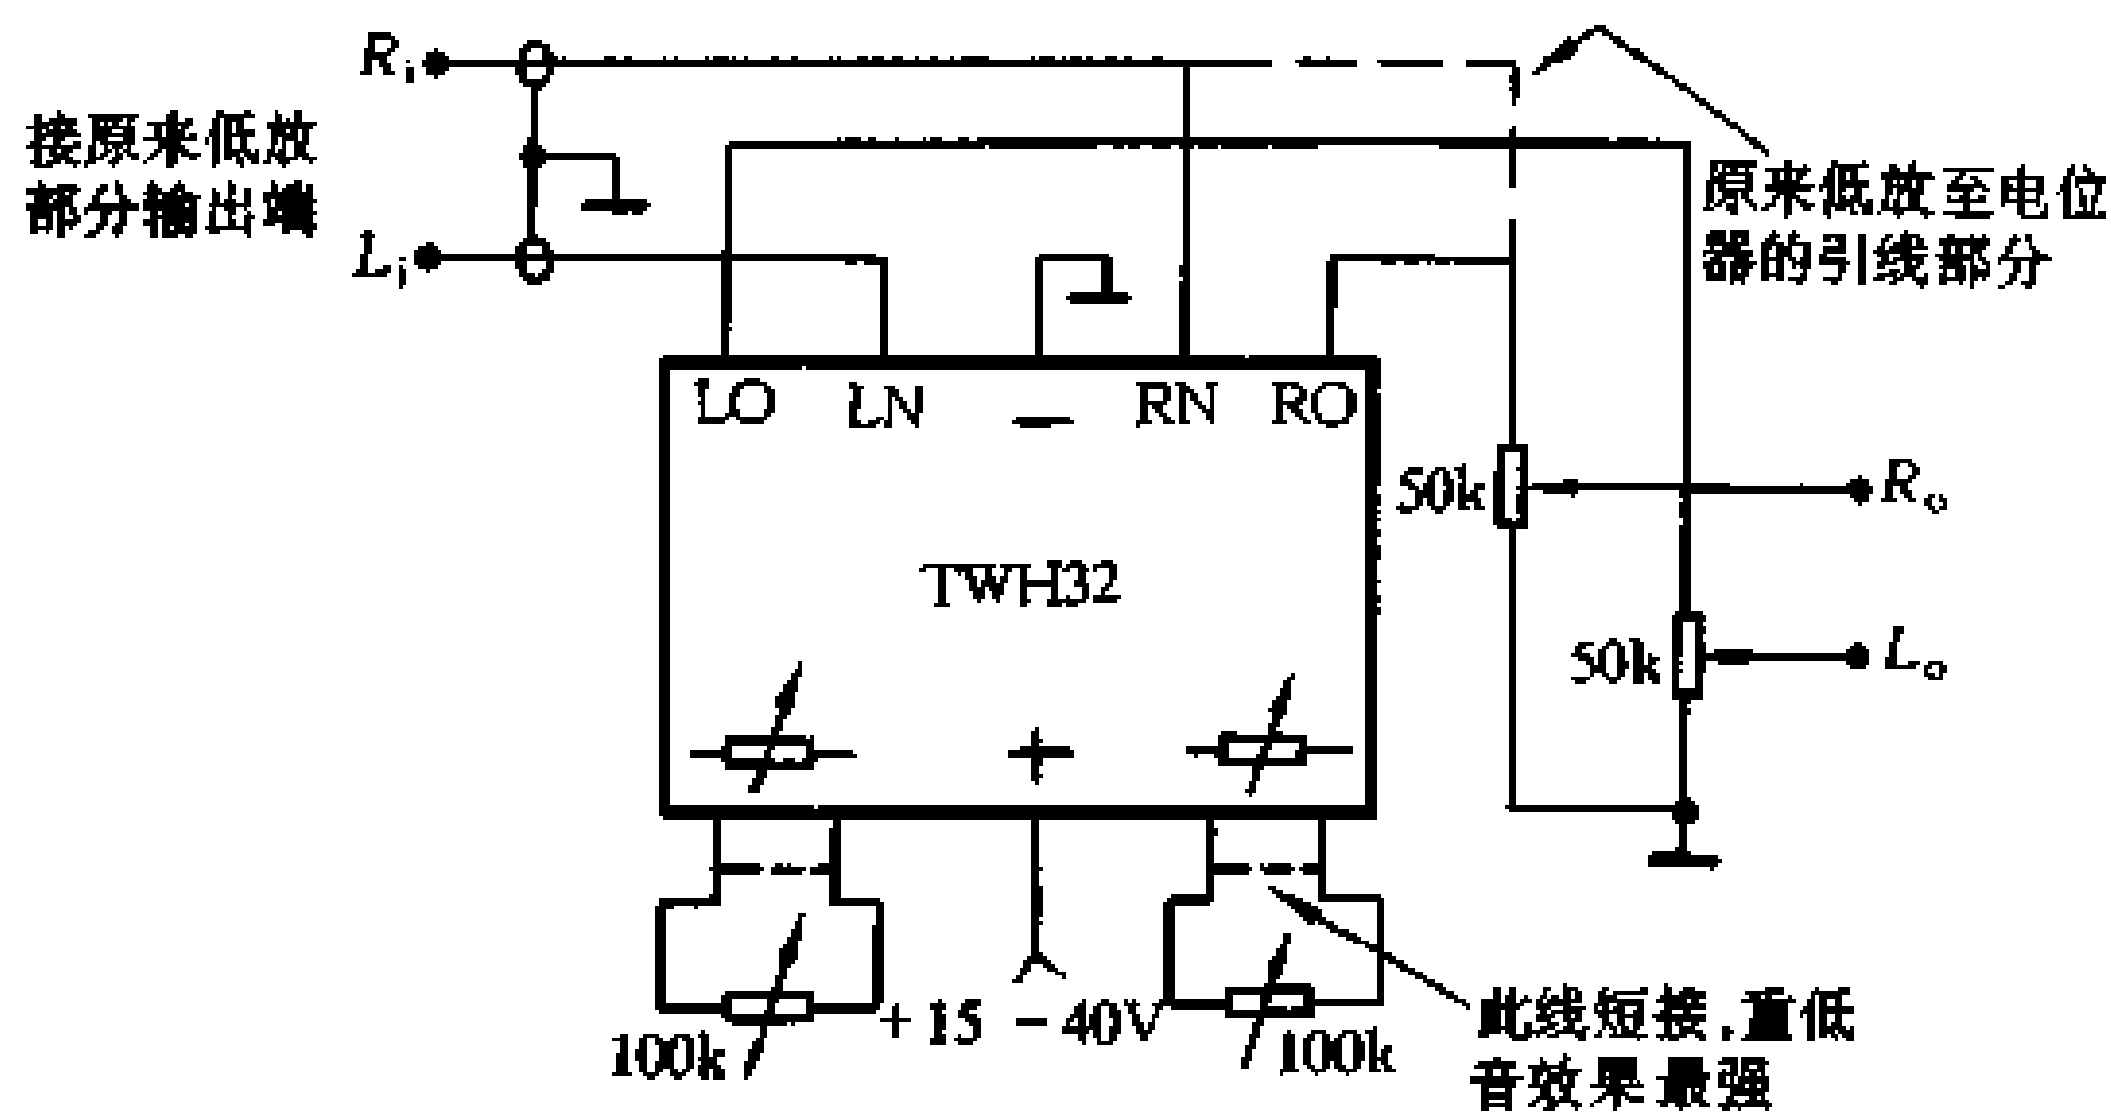 Ri
接原来低放
部分输出端
Li
原来低放至电位
器的引线部分
LO LN — RN RO
50k
Ro
TWH32
50k
Lo
+
+15 -40V
100k
100k
此线短接,重低
音效果最强